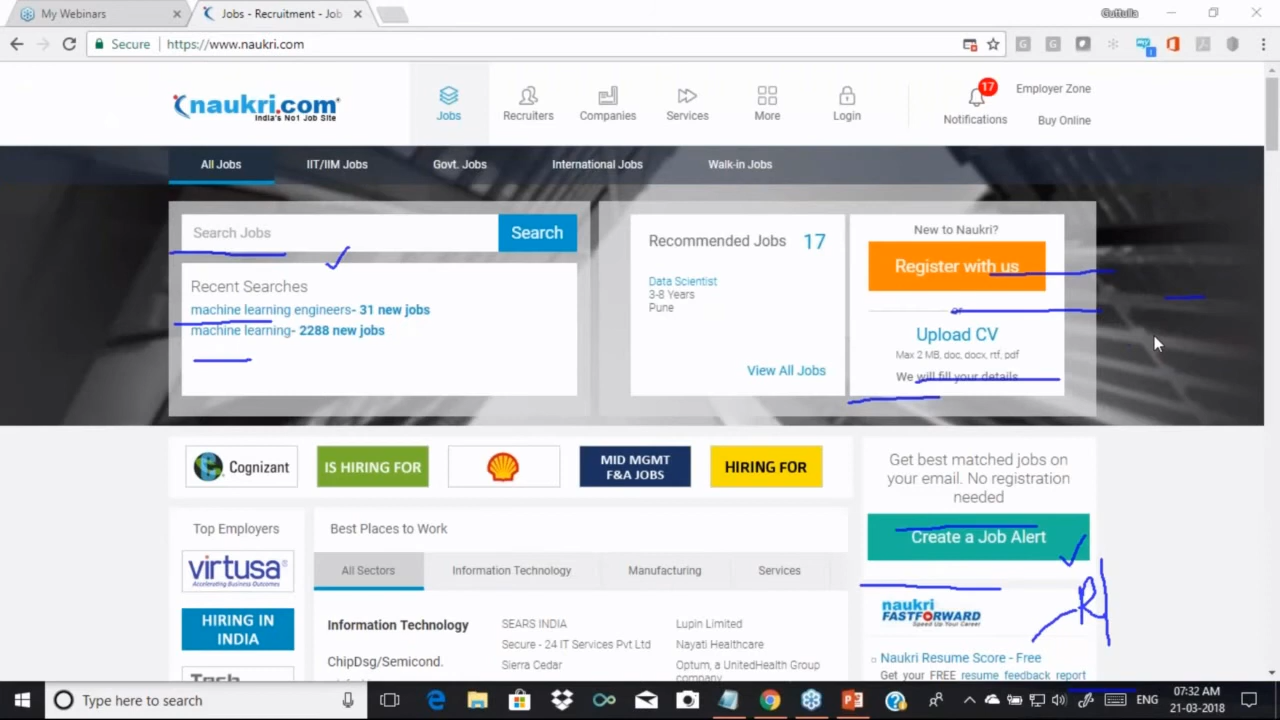 My Webinars
Jobs - Recruitment - Job
Guttulla
Secure
https://www.naukri.com
naukri.com
India's No1 Job Site
Jobs
Recruiters
Companies
Services
More
Login
17
Notifications
Employer Zone
Buy Online
All Jobs
IIT/IIM Jobs
Govt. Jobs
International Jobs
Walk-in Jobs
Search Jobs
Search
Recent Searches
machine learning engineers- 31 new jobs
machine learning- 2288 new jobs
Recommended Jobs 17
Data Scientist
3-8 Years
Pune
View All Jobs
New to Naukri?
Register with us
or
Upload CV
Max 2 MB, doc, docx, rtf, pdf
We will fill your details
Cognizant
IS HIRING FOR
MID MGMT
F&A JOBS
HIRING FOR
Get best matched jobs on
your email. No registration
needed
Create a Job Alert
Top Employers
virtusa
Accelerating Business Outcomes
HIRING IN
INDIA
Tech
Best Places to Work
All Sectors
Information Technology
Manufacturing
Services
Information Technology
ChipDsg/Semicond.
SEARS INDIA
Secure - 24 IT Services Pvt Ltd
Sierra Cedar
Lupin Limited
Nayati Healthcare
Optum, a UnitedHealth Group
company
naukri
FASTFORWARD
Speed Up Your Career
Naukri Resume Score - Free
Get your FREE resume feedback report
Type here to search
ENG
07:32 AM
21-03-2018